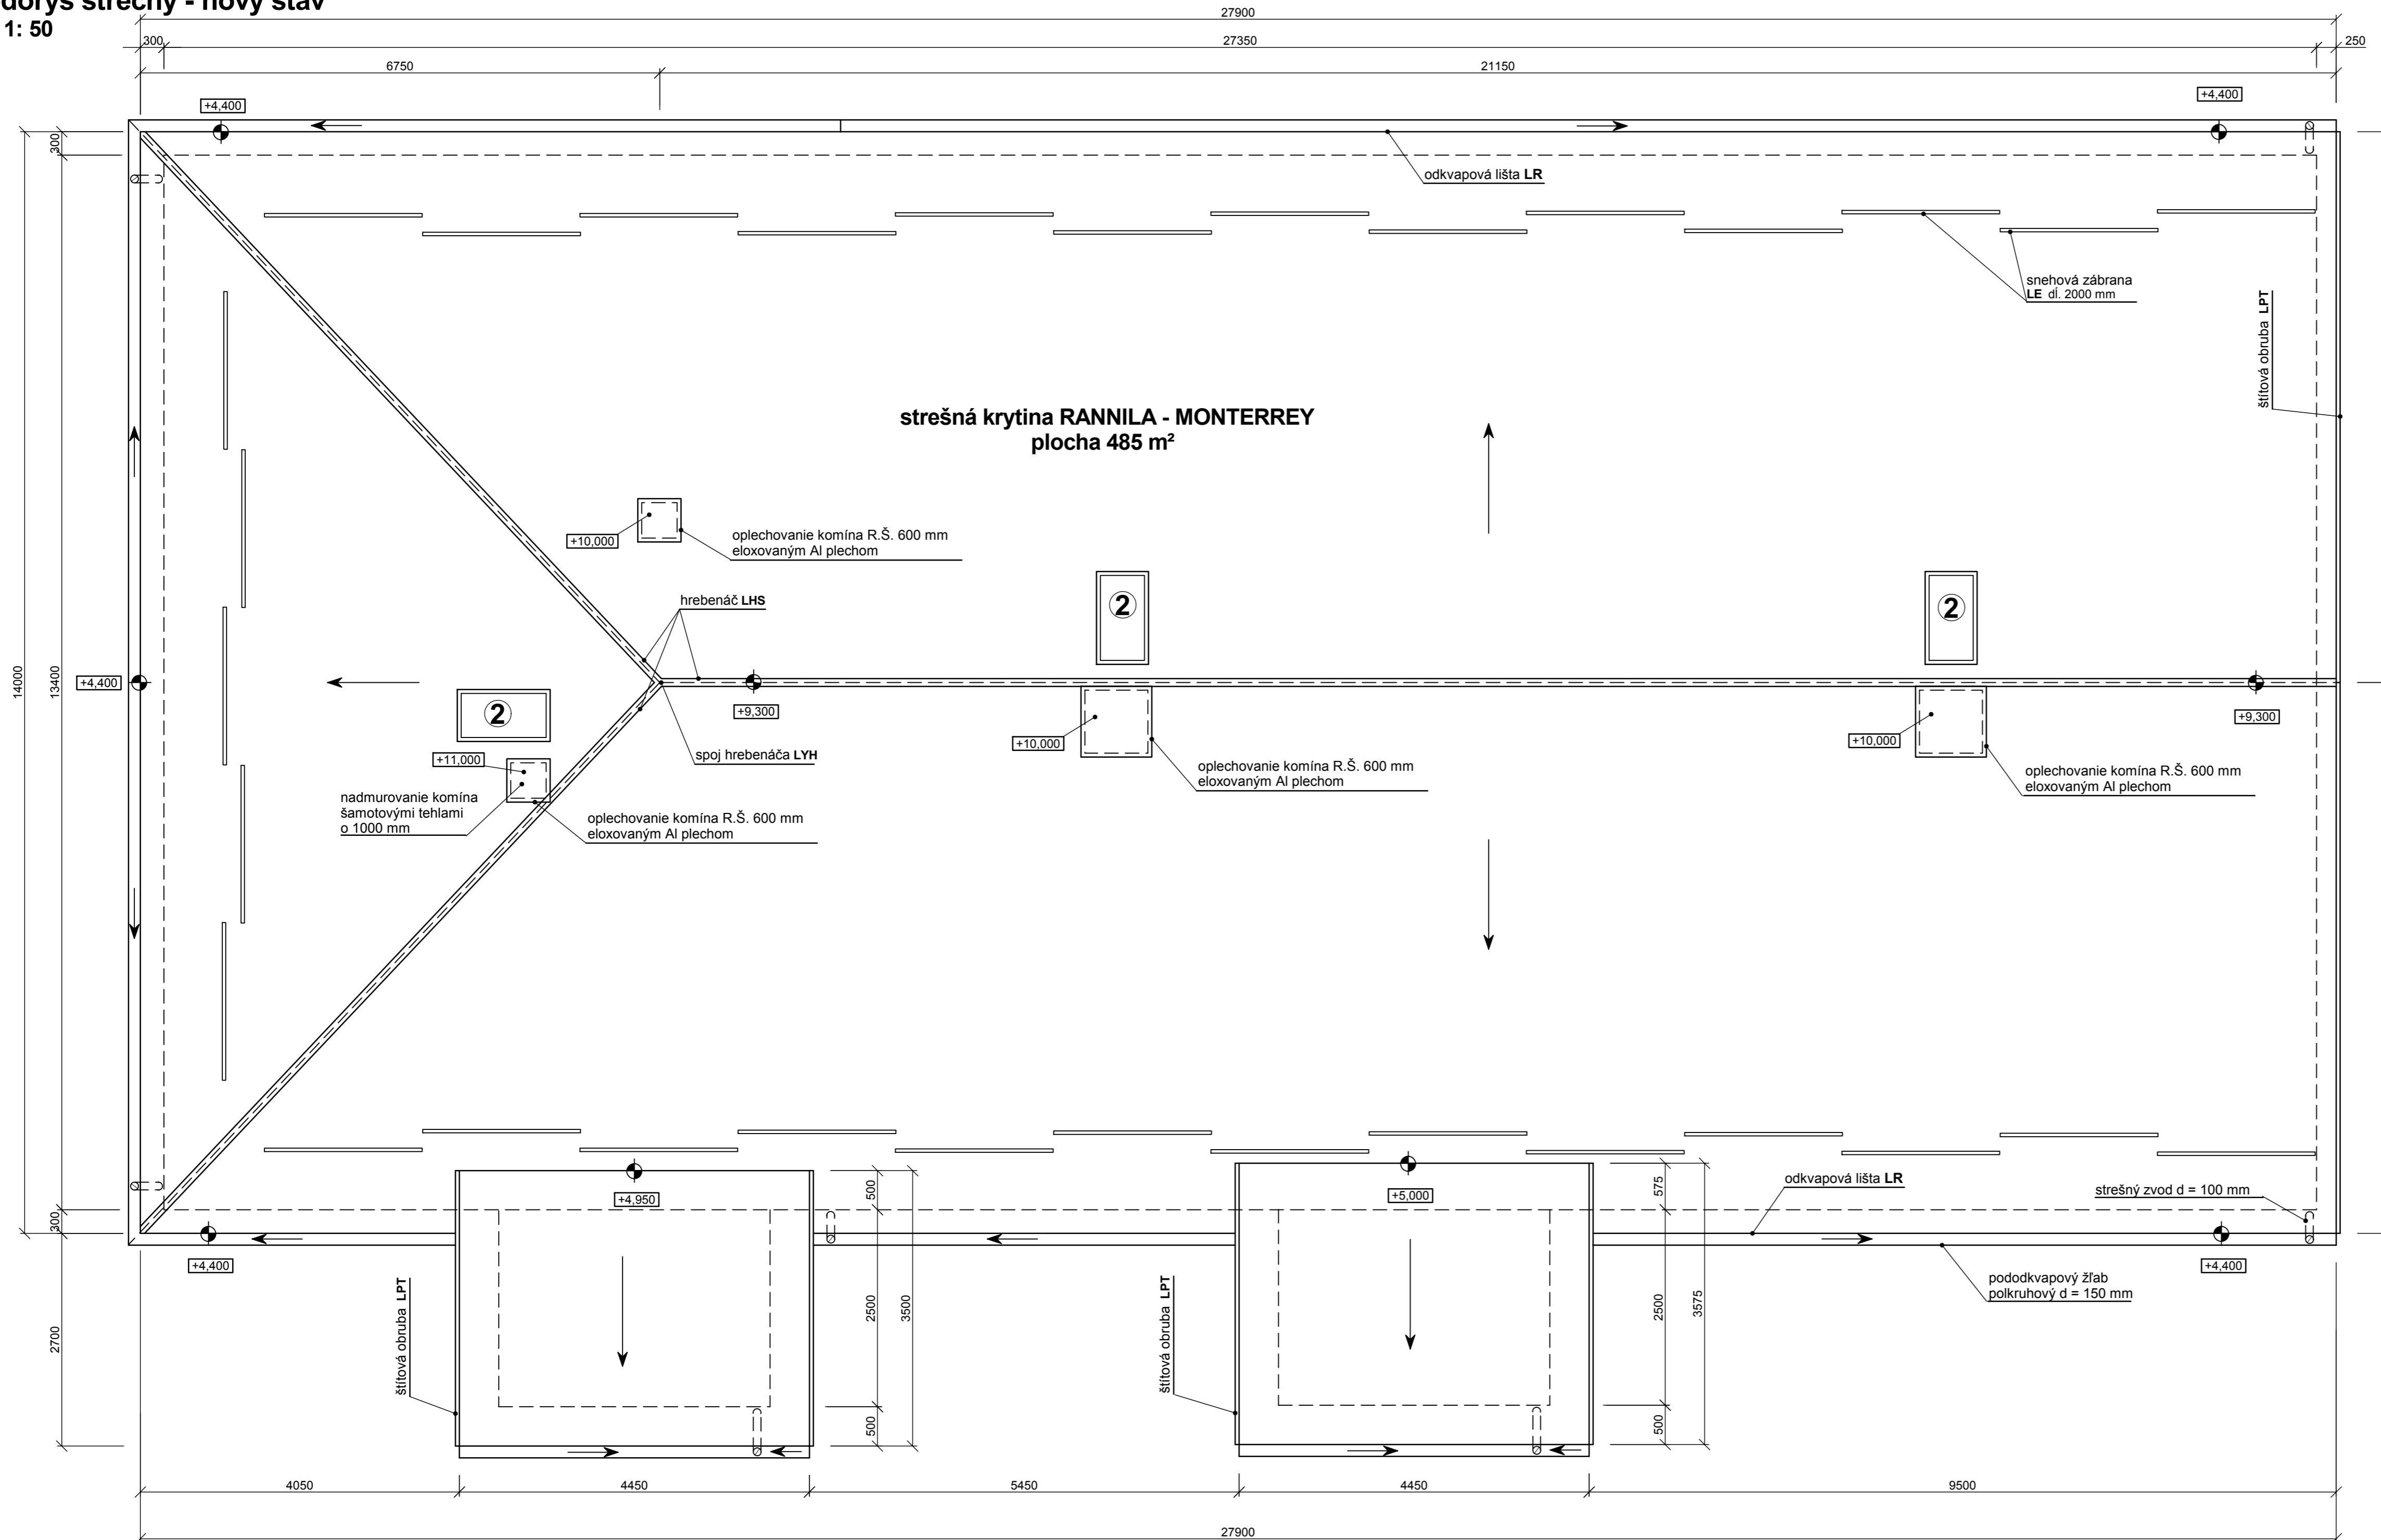 dorys strechy - nový stav
1: 50
27900
300
27350
250
6750
21150
+4,400
+4,400
300
odkvapová lišta LR
snehová zábrana
LE dĺ. 2000 mm
štítová obruba LPT
strešná krytina RANNILA - MONTERREY
plocha 485 m²
+10,000
oplechovanie komína R.Š. 600 mm
eloxovaným Al plechom
hrebenáč LHS
2
2
14000
13400
+4,400
2
+9,300
+9,300
+10,000
+10,000
spoj hrebenáča LYH
+11,000
oplechovanie komína R.Š. 600 mm
eloxovaným Al plechom
oplechovanie komína R.Š. 600 mm
eloxovaným Al plechom
nadmurovanie komína
šamotovými tehlami
o 1000 mm
oplechovanie komína R.Š. 600 mm
eloxovaným Al plechom
+4,950
+5,000
500
575
odkvapová lišta LR
strešný zvod d = 100 mm
300
+4,400
+4,400
pododkvapový žľab
polkruhový d = 150 mm
štítová obruba LPT
štítová obruba LPT
2700
2500
3500
2500
3575
500
500
4050
4450
5450
4450
9500
27900